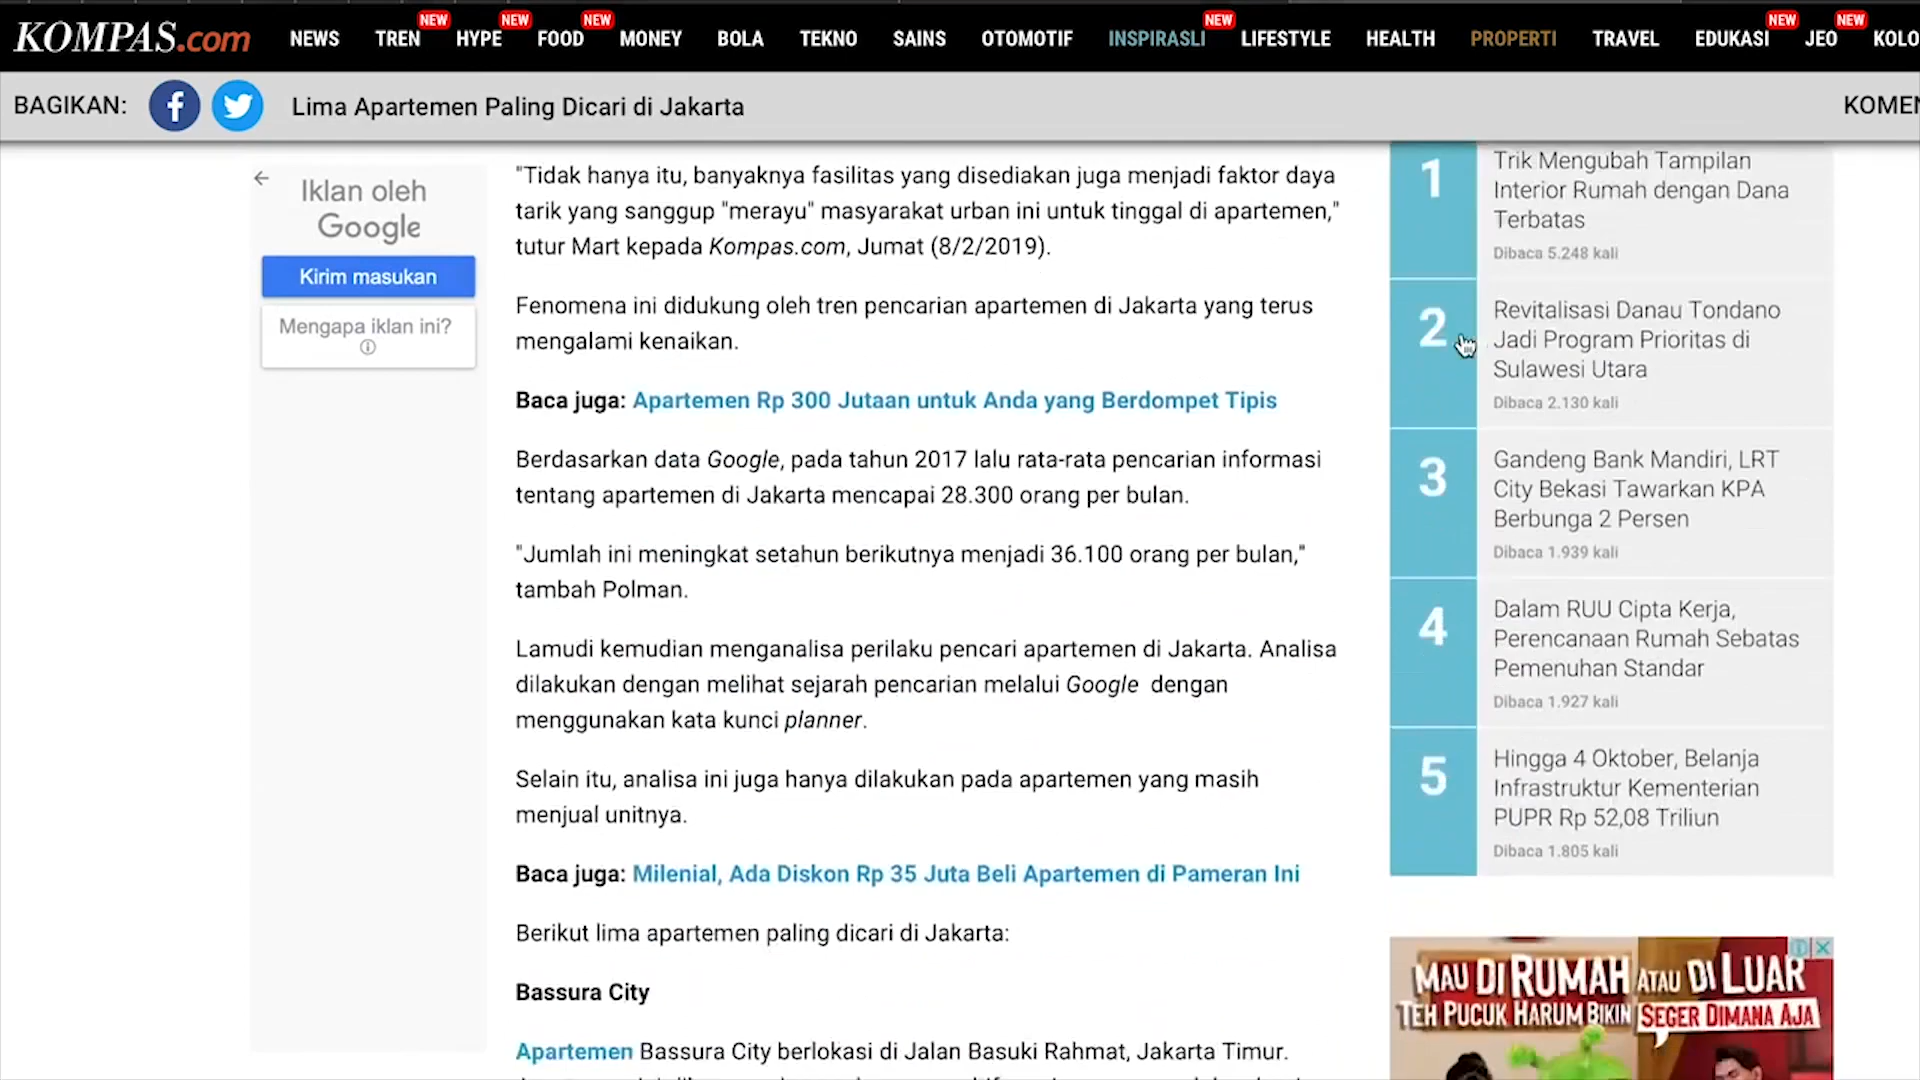 KOMPAS.com
NEWS TREN NEW HYPE NEW FOOD NEW MONEY BOLA TEKNO SAINS OTOMOTIF INSPIRASLI NEW LIFESTYLE HEALTH PROPERTI TRAVEL EDUKASI NEW JEO NEW KOLO
BAGIKAN: Lima Apartemen Paling Dicari di Jakarta KOMEN
Iklan oleh
Google
Kirim masukan
Mengapa iklan ini?
"Tidak hanya itu, banyaknya fasilitas yang disediakan juga menjadi faktor daya
tarik yang sanggup "merayu" masyarakat urban ini untuk tinggal di apartemen,"
tutur Mart kepada Kompas.com, Jumat (8/2/2019).
Fenomena ini didukung oleh tren pencarian apartemen di Jakarta yang terus
mengalami kenaikan.
Baca juga: Apartemen Rp 300 Jutaan untuk Anda yang Berdompet Tipis
Berdasarkan data Google, pada tahun 2017 lalu rata-rata pencarian informasi
tentang apartemen di Jakarta mencapai 28.300 orang per bulan.
"Jumlah ini meningkat setahun berikutnya menjadi 36.100 orang per bulan,"
tambah Polman.
Lamudi kemudian menganalisa perilaku pencari apartemen di Jakarta. Analisa
dilakukan dengan melihat sejarah pencarian melalui Google dengan
menggunakan kata kunci planner.
Selain itu, analisa ini juga hanya dilakukan pada apartemen yang masih
menjual unitnya.
Baca juga: Milenial, Ada Diskon Rp 35 Juta Beli Apartemen di Pameran Ini
Berikut lima apartemen paling dicari di Jakarta:
Bassura City
Apartemen Bassura City berlokasi di Jalan Basuki Rahmat, Jakarta Timur.
1
Trik Mengubah Tampilan
Interior Rumah dengan Dana
Terbatas
Dibaca 5.248 kali
2
Revitalisasi Danau Tondano
Jadi Program Prioritas di
Sulawesi Utara
Dibaca 2.130 kali
3
Gandeng Bank Mandiri, LRT
City Bekasi Tawarkan KPA
Berbunga 2 Persen
Dibaca 1.939 kali
4
Dalam RUU Cipta Kerja,
Perencanaan Rumah Sebatas
Pemenuhan Standar
Dibaca 1.927 kali
5
Hingga 4 Oktober, Belanja
Infrastruktur Kementerian
PUPR Rp 52,08 Triliun
Dibaca 1.805 kali
MAU DI RUMAH ATAU DI LUAR
TEH PUCUK HARUM BIKIN SEGER DIMANA AJA